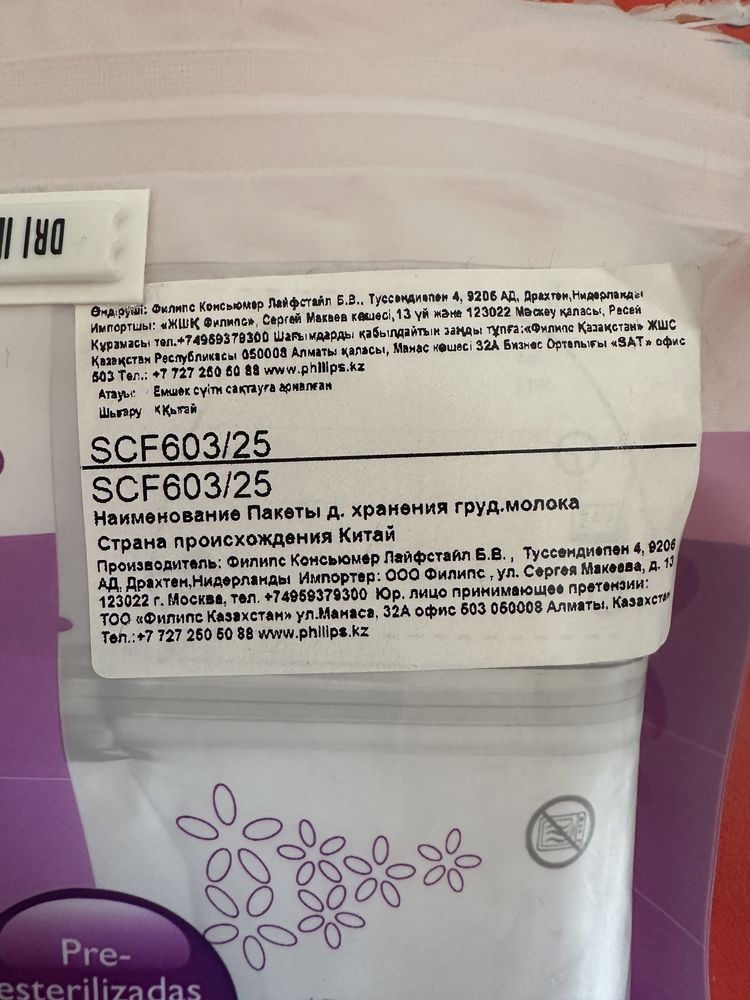 Өндіруші: Филипс Консьюмер Лайфстайл Б.В., Туссендиепен 4, 9206 АД, Драхтен,Нидерланды
Импортшы: «ЖШҚ Филипс», Сергей Макеев көшесі,13 үй және 123022 Мәскеу қаласы, Расей
Құрамасы тел.+74959379300 Шағымдарды қабылдайтын заңды тұлға:«Филипс Қазақстан» ЖШС
Қазақстан Республикасы 050008 Алматы қаласы, Манас көшесі 32А Бизнес Орталығы «SAT» офис
503 Тел.: +7 727 250 50 88 www.philips.kz
Атауы: Емшек сүтін сақтауға арналған
Шығару Қытай
SCF603/25
SCF603/25
Наименование Пакеты д. хранения груд.молока
Страна происхождения Китай
Производитель: Филипс Консьюмер Лайфстайл Б.В. , Туссендиепен 4, 9206
АД, Драхтен,Нидерланды Импортер: ООО Филипс , ул. Сергея Макеева, д. 13
123022 г. Москва, тел. +74959379300 Юр. лицо принимающее претензии:
ТОО «Филипс Казахстан» ул.Манаса, 32А офис 503 050008 Алматы, Казахстан
Тел.:+7 727 250 50 88 www.philips.kz
Pre-
esterilizadas